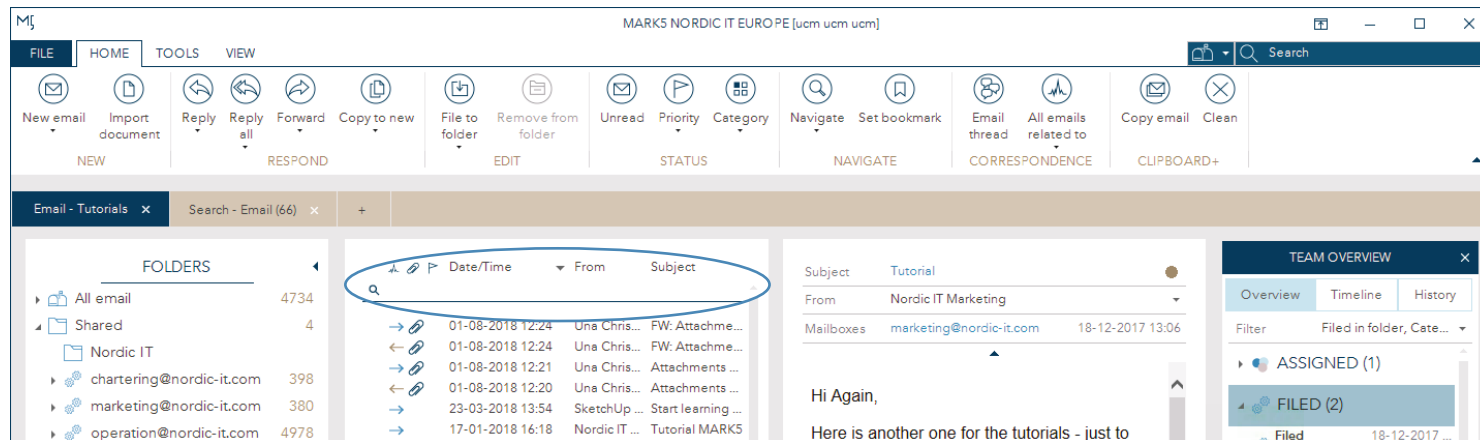 M5
MARK5 NORDIC IT EUROPE [ucm ucm ucm]
FILE HOME TOOLS VIEW
Search
New email Import document Reply Reply all Forward Copy to new File to folder Remove from folder Unread Priority Category Navigate Set bookmark Email thread All emails related to Copy email Clean
NEW RESPOND EDIT STATUS NAVIGATE CORRESPONDENCE CLIPBOARD+
Email - Tutorials × Search - Email (66) × +
FOLDERS
All email 4734
Shared 4
Nordic IT
chartering@nordic-it.com 398
marketing@nordic-it.com 380
operation@nordic-it.com 4978
Date/Time From Subject
01-08-2018 12:24 Una Chris... FW: Attachme...
01-08-2018 12:24 Una Chris... FW: Attachme...
01-08-2018 12:21 Una Chris... Attachments ...
01-08-2018 12:20 Una Chris... Attachments ...
23-03-2018 13:54 SketchUp ... Start learning ...
17-01-2018 16:18 Nordic IT ... Tutorial MARK5
Subject Tutorial
From Nordic IT Marketing
Mailboxes marketing@nordic-it.com 18-12-2017 13:06
Hi Again,
Here is another one for the tutorials - just to
TEAM OVERVIEW ×
Overview Timeline History
Filter Filed in folder, Cate...
ASSIGNED (1)
FILED (2)
Filed 18-12-2017 ...